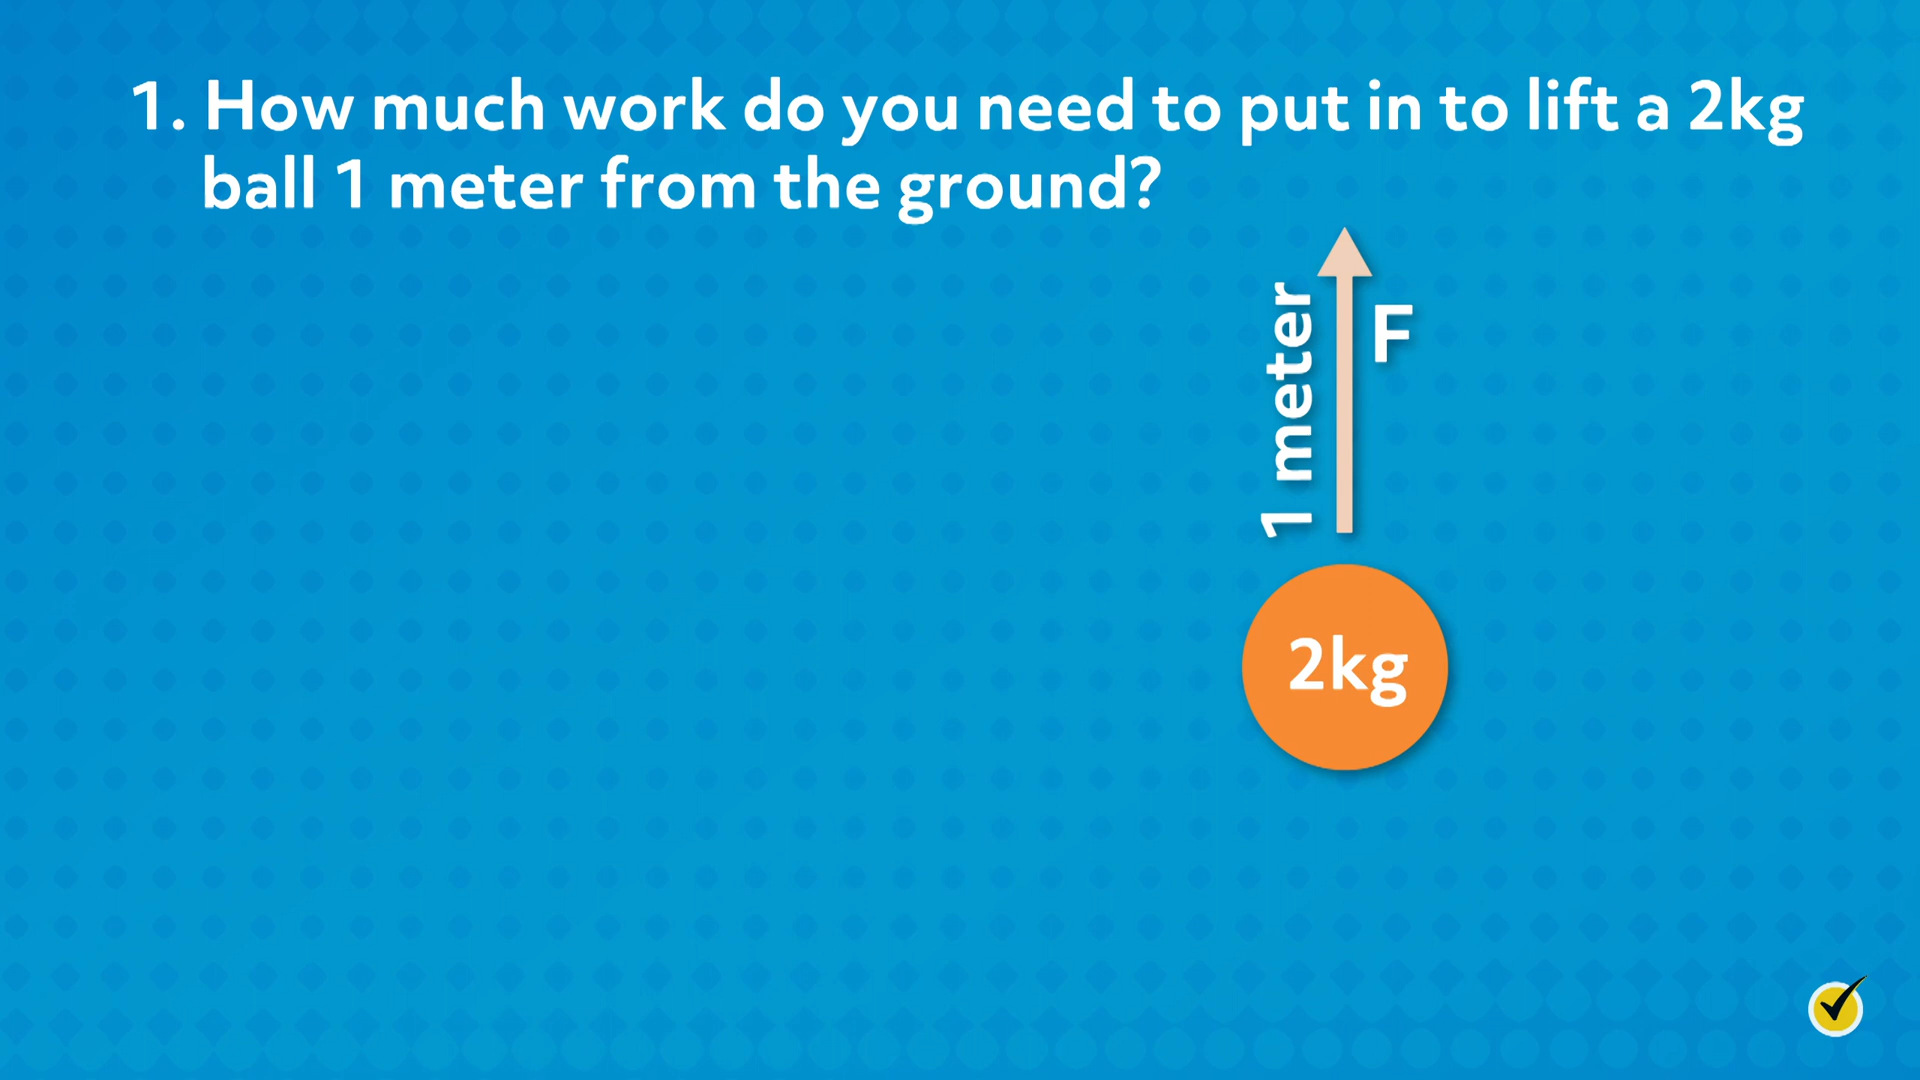 1. How much work do you need to put in to lift a 2kg
ball 1 meter from the ground?
1 meter
F
2kg